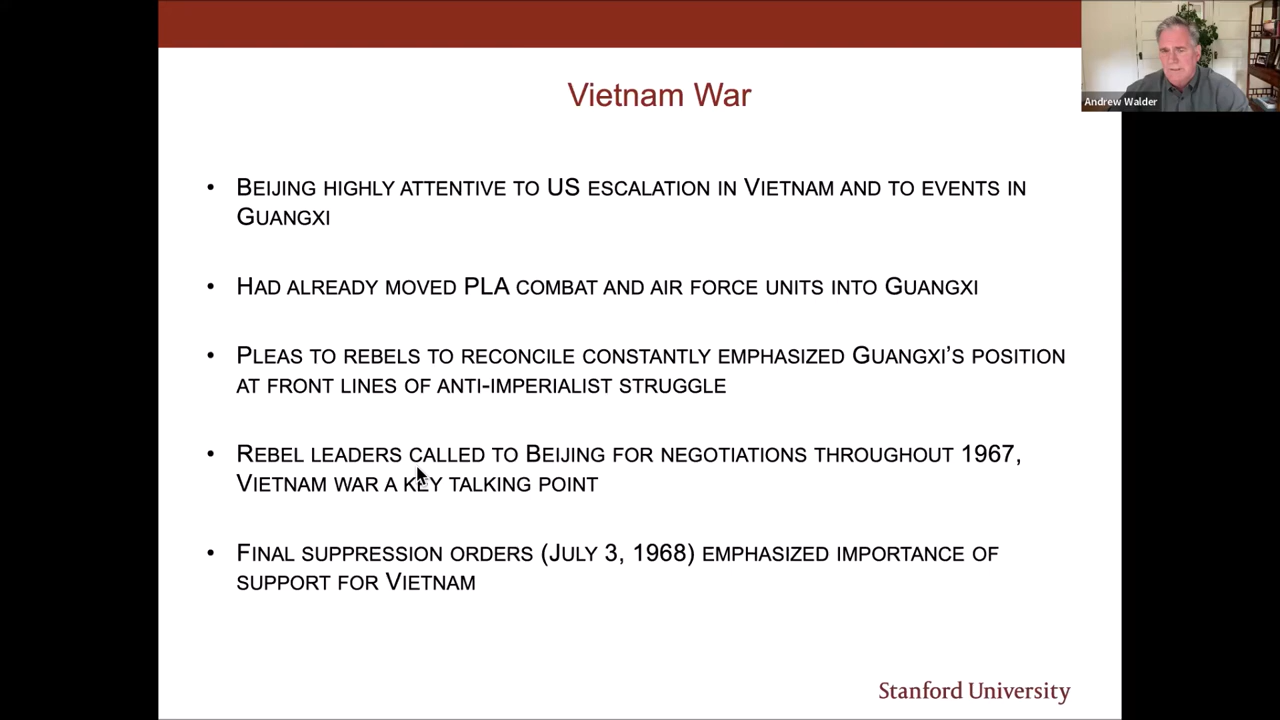 Vietnam War
Andrew Walder
• BEIJING HIGHLY ATTENTIVE TO US ESCALATION IN VIETNAM AND TO EVENTS IN
GUANGXI
• HAD ALREADY MOVED PLA COMBAT AND AIR FORCE UNITS INTO GUANGXI
• PLEAS TO REBELS TO RECONCILE CONSTANTLY EMPHASIZED GUANGXI'S POSITION
AT FRONT LINES OF ANTI-IMPERIALIST STRUGGLE
• REBEL LEADERS CALLED TO BEIJING FOR NEGOTIATIONS THROUGHOUT 1967,
VIETNAM WAR A KEY TALKING POINT
• FINAL SUPPRESSION ORDERS (JULY 3, 1968) EMPHASIZED IMPORTANCE OF
SUPPORT FOR VIETNAM
Stanford University